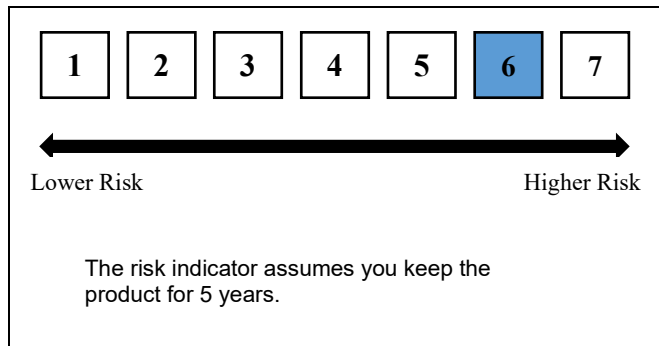 1 2 3 4 5 6 7
Lower Risk Higher Risk
The risk indicator assumes you keep the
product for 5 years.